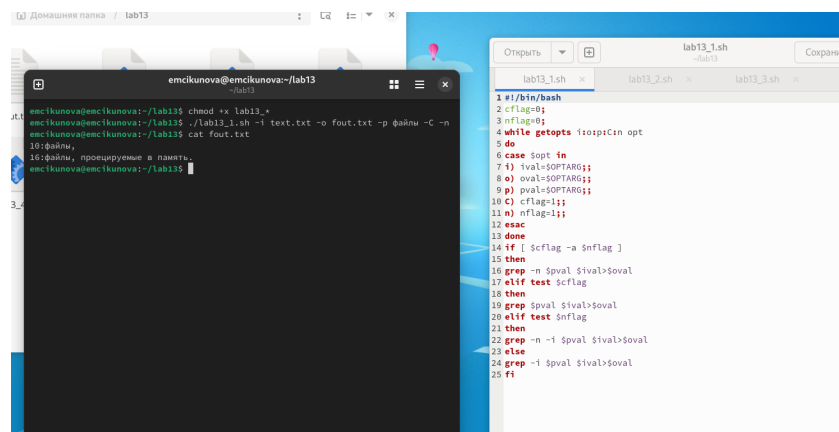 Домашняя папка / lab13
emcikunova@emcikunova:~/lab13
~/lab13
emcikunova@emcikunova:~/lab13$ chmod +x lab13_*
emcikunova@emcikunova:~/lab13$ ./lab13_1.sh -i text.txt -o fout.txt -p файлы -C -n
emcikunova@emcikunova:~/lab13$ cat fout.txt
10:файлы,
16:файлы, проецируемые в память.
emcikunova@emcikunova:~/lab13$
Открыть
lab13_1.sh
~/lab13
Сохрани
lab13_1.sh × lab13_2.sh × lab13_3.sh ×
1 #!/bin/bash
2 cflag=0;
3 nflag=0;
4 while getopts i:o:p:C:n opt
5 do
6 case $opt in
7 i) ival=$OPTARG;;
8 o) oval=$OPTARG;;
9 p) pval=$OPTARG;;
10 C) cflag=1;;
11 n) nflag=1;;
12 esac
13 done
14 if [ $cflag -a $nflag ]
15 then
16 grep -n $pval $ival>$oval
17 elif test $cflag
18 then
19 grep $pval $ival>$oval
20 elif test $nflag
21 then
22 grep -n -i $pval $ival>$oval
23 else
24 grep -i $pval $ival>$oval
25 fi